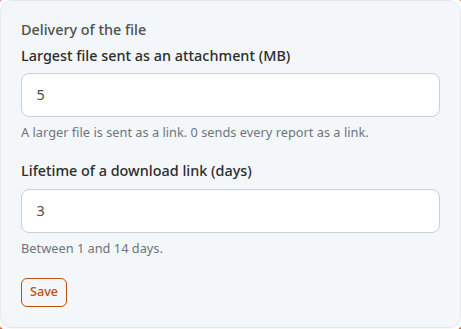 Delivery of the file
Largest file sent as an attachment (MB)
5
A larger file is sent as a link. 0 sends every report as a link.
Lifetime of a download link (days)
3
Between 1 and 14 days.
Save